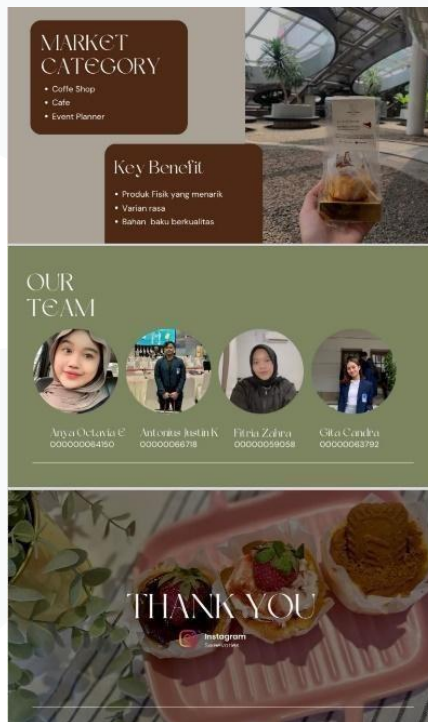 MARKET
CATEGORY
• Coffe Shop
• Cafe
• Event Planner
Key Benefit
• Produk Fisik yang menarik
• Varian rasa
• Bahan baku berkualitas
OUR
TEAM
Anya Octavia E
00000064150
Antonius Justin K
00000066718
Fitria Zahra
00000059058
Gita Candra
00000063792
THANK YOU
Instagram